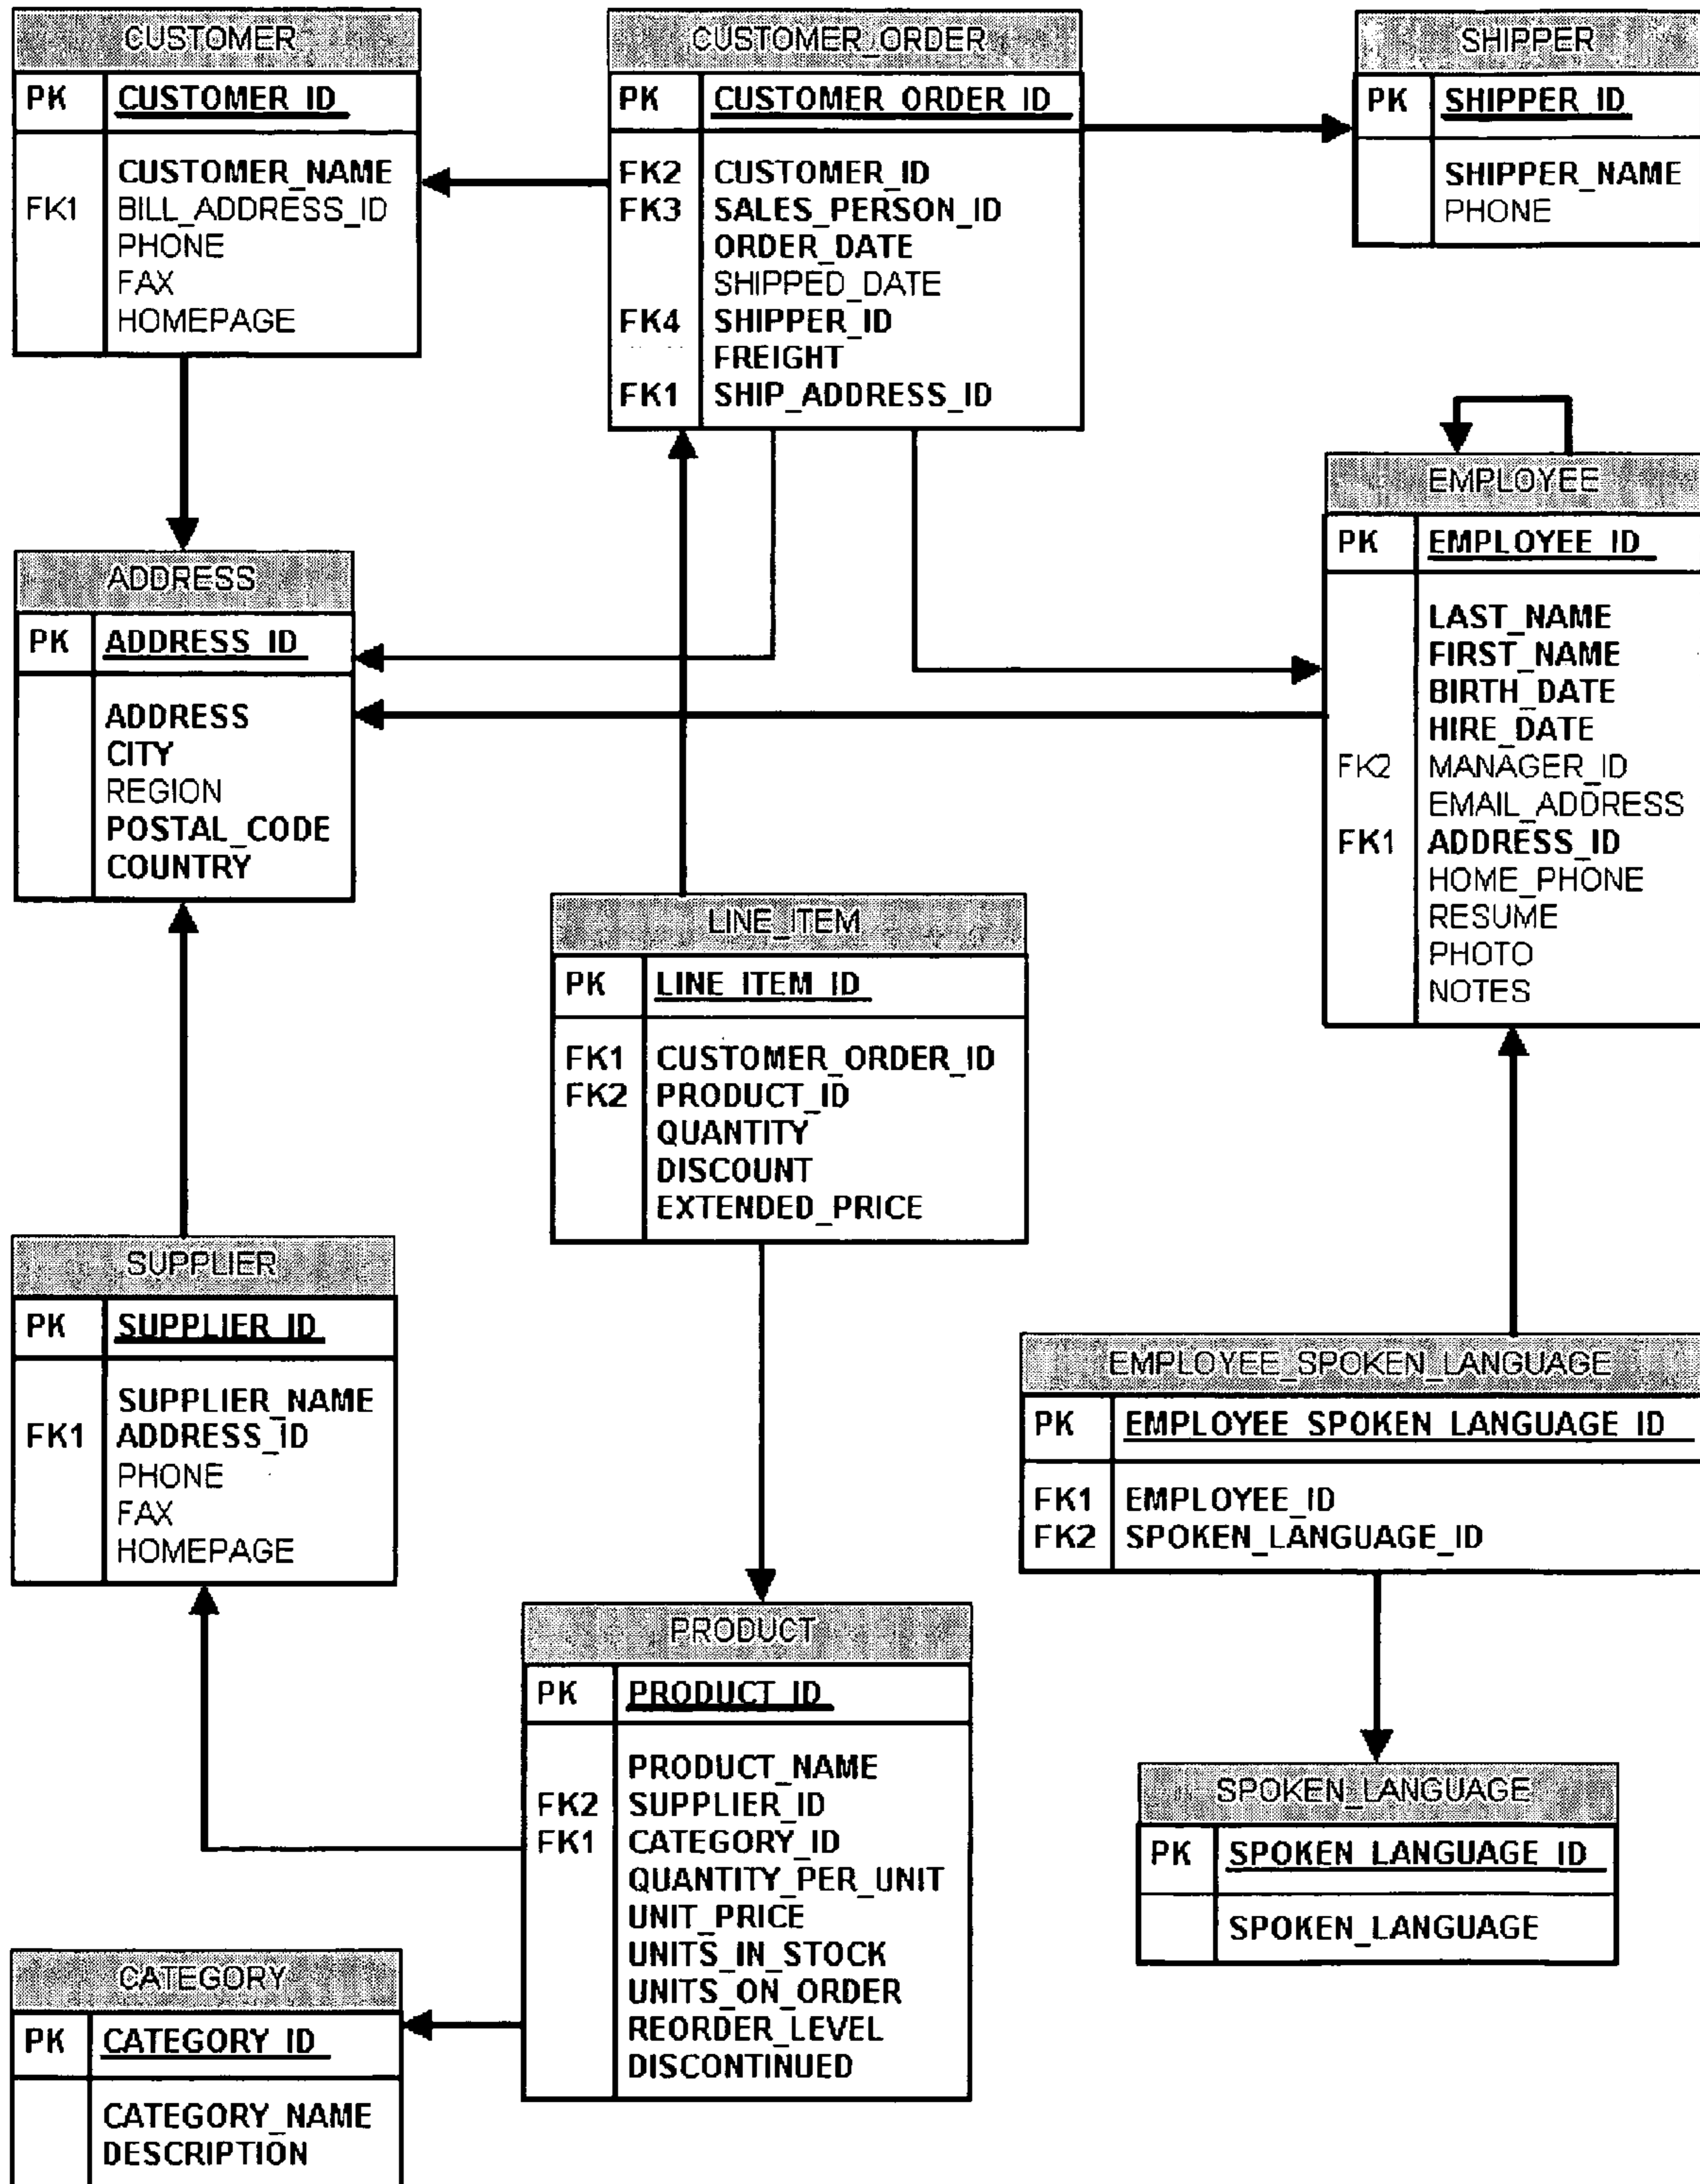 CUSTOMER
PK CUSTOMER_ID
CUSTOMER_NAME
FK1 BILL_ADDRESS_ID
PHONE
FAX
HOMEPAGE
CUSTOMER_ORDER
PK CUSTOMER_ORDER_ID
FK2 CUSTOMER_ID
FK3 SALES_PERSON_ID
ORDER_DATE
SHIPPED_DATE
FK4 SHIPPER_ID
FREIGHT
FK1 SHIP_ADDRESS_ID
SHIPPER
PK SHIPPER_ID
SHIPPER_NAME
PHONE
EMPLOYEE
PK EMPLOYEE_ID
LAST_NAME
FIRST_NAME
BIRTH_DATE
HIRE_DATE
FK2 MANAGER_ID
EMAIL_ADDRESS
FK1 ADDRESS_ID
HOME_PHONE
RESUME
PHOTO
NOTES
ADDRESS
PK ADDRESS_ID
ADDRESS
CITY
REGION
POSTAL_CODE
COUNTRY
LINE_ITEM
PK LINE_ITEM_ID
FK1 CUSTOMER_ORDER_ID
FK2 PRODUCT_ID
QUANTITY
DISCOUNT
EXTENDED_PRICE
SUPPLIER
PK SUPPLIER_ID
SUPPLIER_NAME
FK1 ADDRESS_ID
PHONE
FAX
HOMEPAGE
EMPLOYEE_SPOKEN_LANGUAGE
PK EMPLOYEE_SPOKEN_LANGUAGE_ID
FK1 EMPLOYEE_ID
FK2 SPOKEN_LANGUAGE_ID
PRODUCT
PK PRODUCT_ID
PRODUCT_NAME
FK2 SUPPLIER_ID
FK1 CATEGORY_ID
QUANTITY_PER_UNIT
UNIT_PRICE
UNITS_IN_STOCK
UNITS_ON_ORDER
REORDER_LEVEL
DISCONTINUED
SPOKEN_LANGUAGE
PK SPOKEN_LANGUAGE_ID
SPOKEN_LANGUAGE
CATEGORY
PK CATEGORY_ID
CATEGORY_NAME
DESCRIPTION